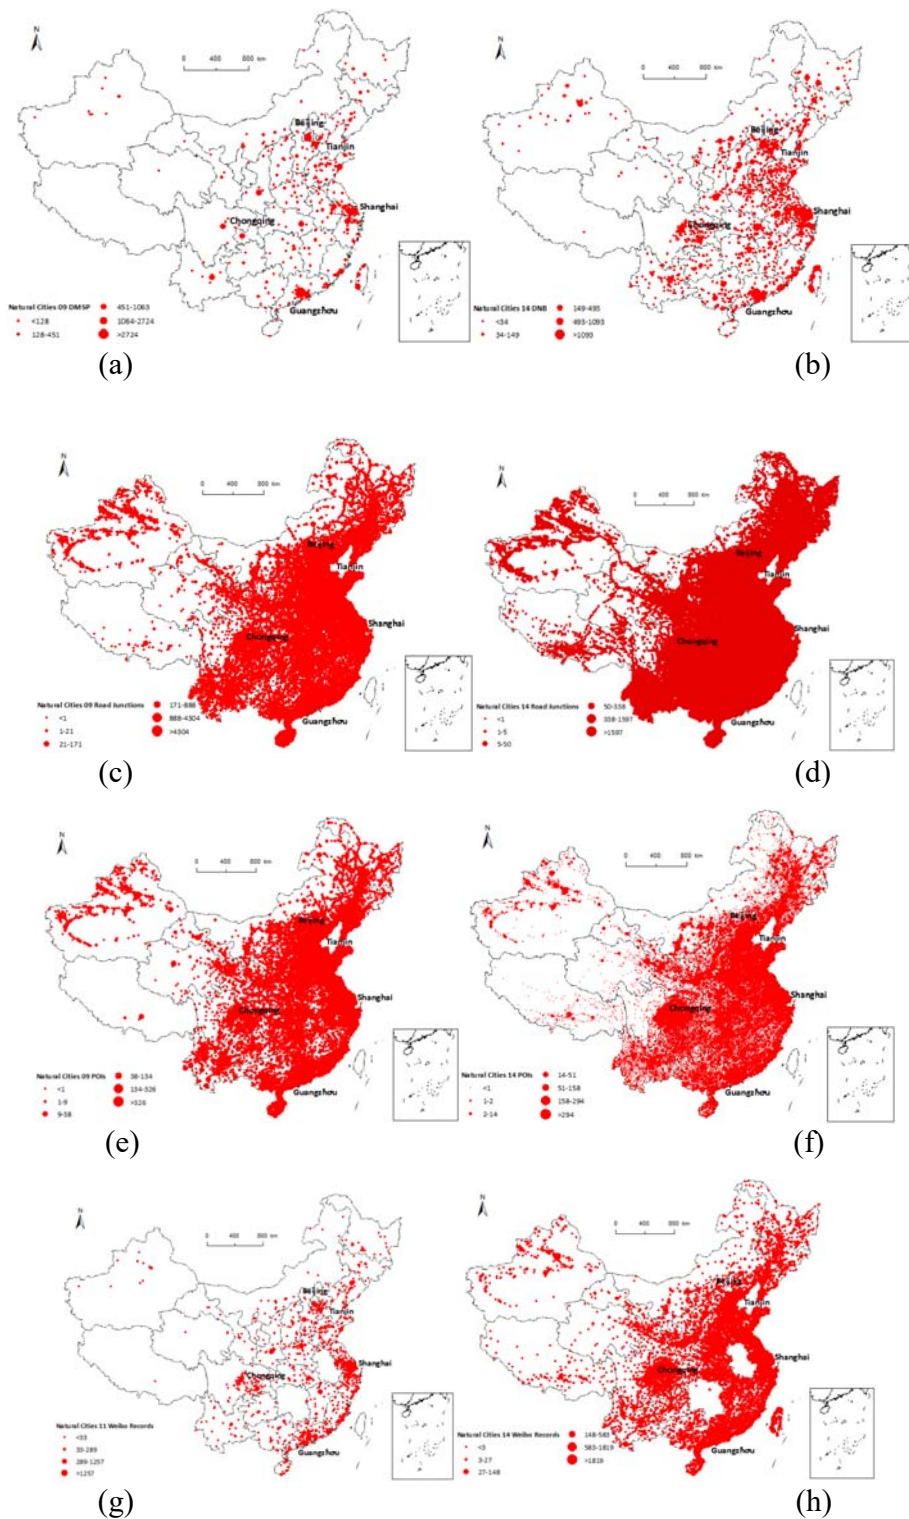 N
0 400 800 Km
Beijing
Tianjin
Shanghai
Chongqing
Guangzhou
Natural Cities 09 DMSP
<128
128-451
451-1063
1064-2724
>2724
(a)
N
0 400 800 Km
Beijing
Tianjin
Shanghai
Chongqing
Guangzhou
Natural Cities 14 DNB
<34
34-149
149-493
493-1093
>1093
(b)
N
0 400 800 Km
Beijing
Tianjin
Shanghai
Chongqing
Guangzhou
Natural Cities 09 Road Junctions
<1
1-21
21-171
171-888
888-4304
>4304
(c)
N
0 400 800 Km
Beijing
Tianjin
Shanghai
Chongqing
Guangzhou
Natural Cities 14 Road Junctions
<1
1-5
5-50
50-338
338-1597
>1597
(d)
N
0 400 800 Km
Beijing
Tianjin
Shanghai
Chongqing
Guangzhou
Natural Cities 09 POIs
<1
1-9
134-526
>526
(e)
N
0 400 800 Km
Beijing
Tianjin
Shanghai
Chongqing
Guangzhou
Natural Cities 14 POIs
<1
1-2
2-14
14-51
51-158
158-294
>294
(f)
N
0 400 800 Km
Beijing
Tianjin
Shanghai
Chongqing
Guangzhou
Natural Cities 11 Weibo Records
<33
33-289
289-1257
>1257
(g)
N
0 400 800 Km
Beijing
Tianjin
Shanghai
Chongqing
Guangzhou
Natural Cities 14 Weibo Records
<3
3-27
27-148
148-583
583-1819
>1819
(h)